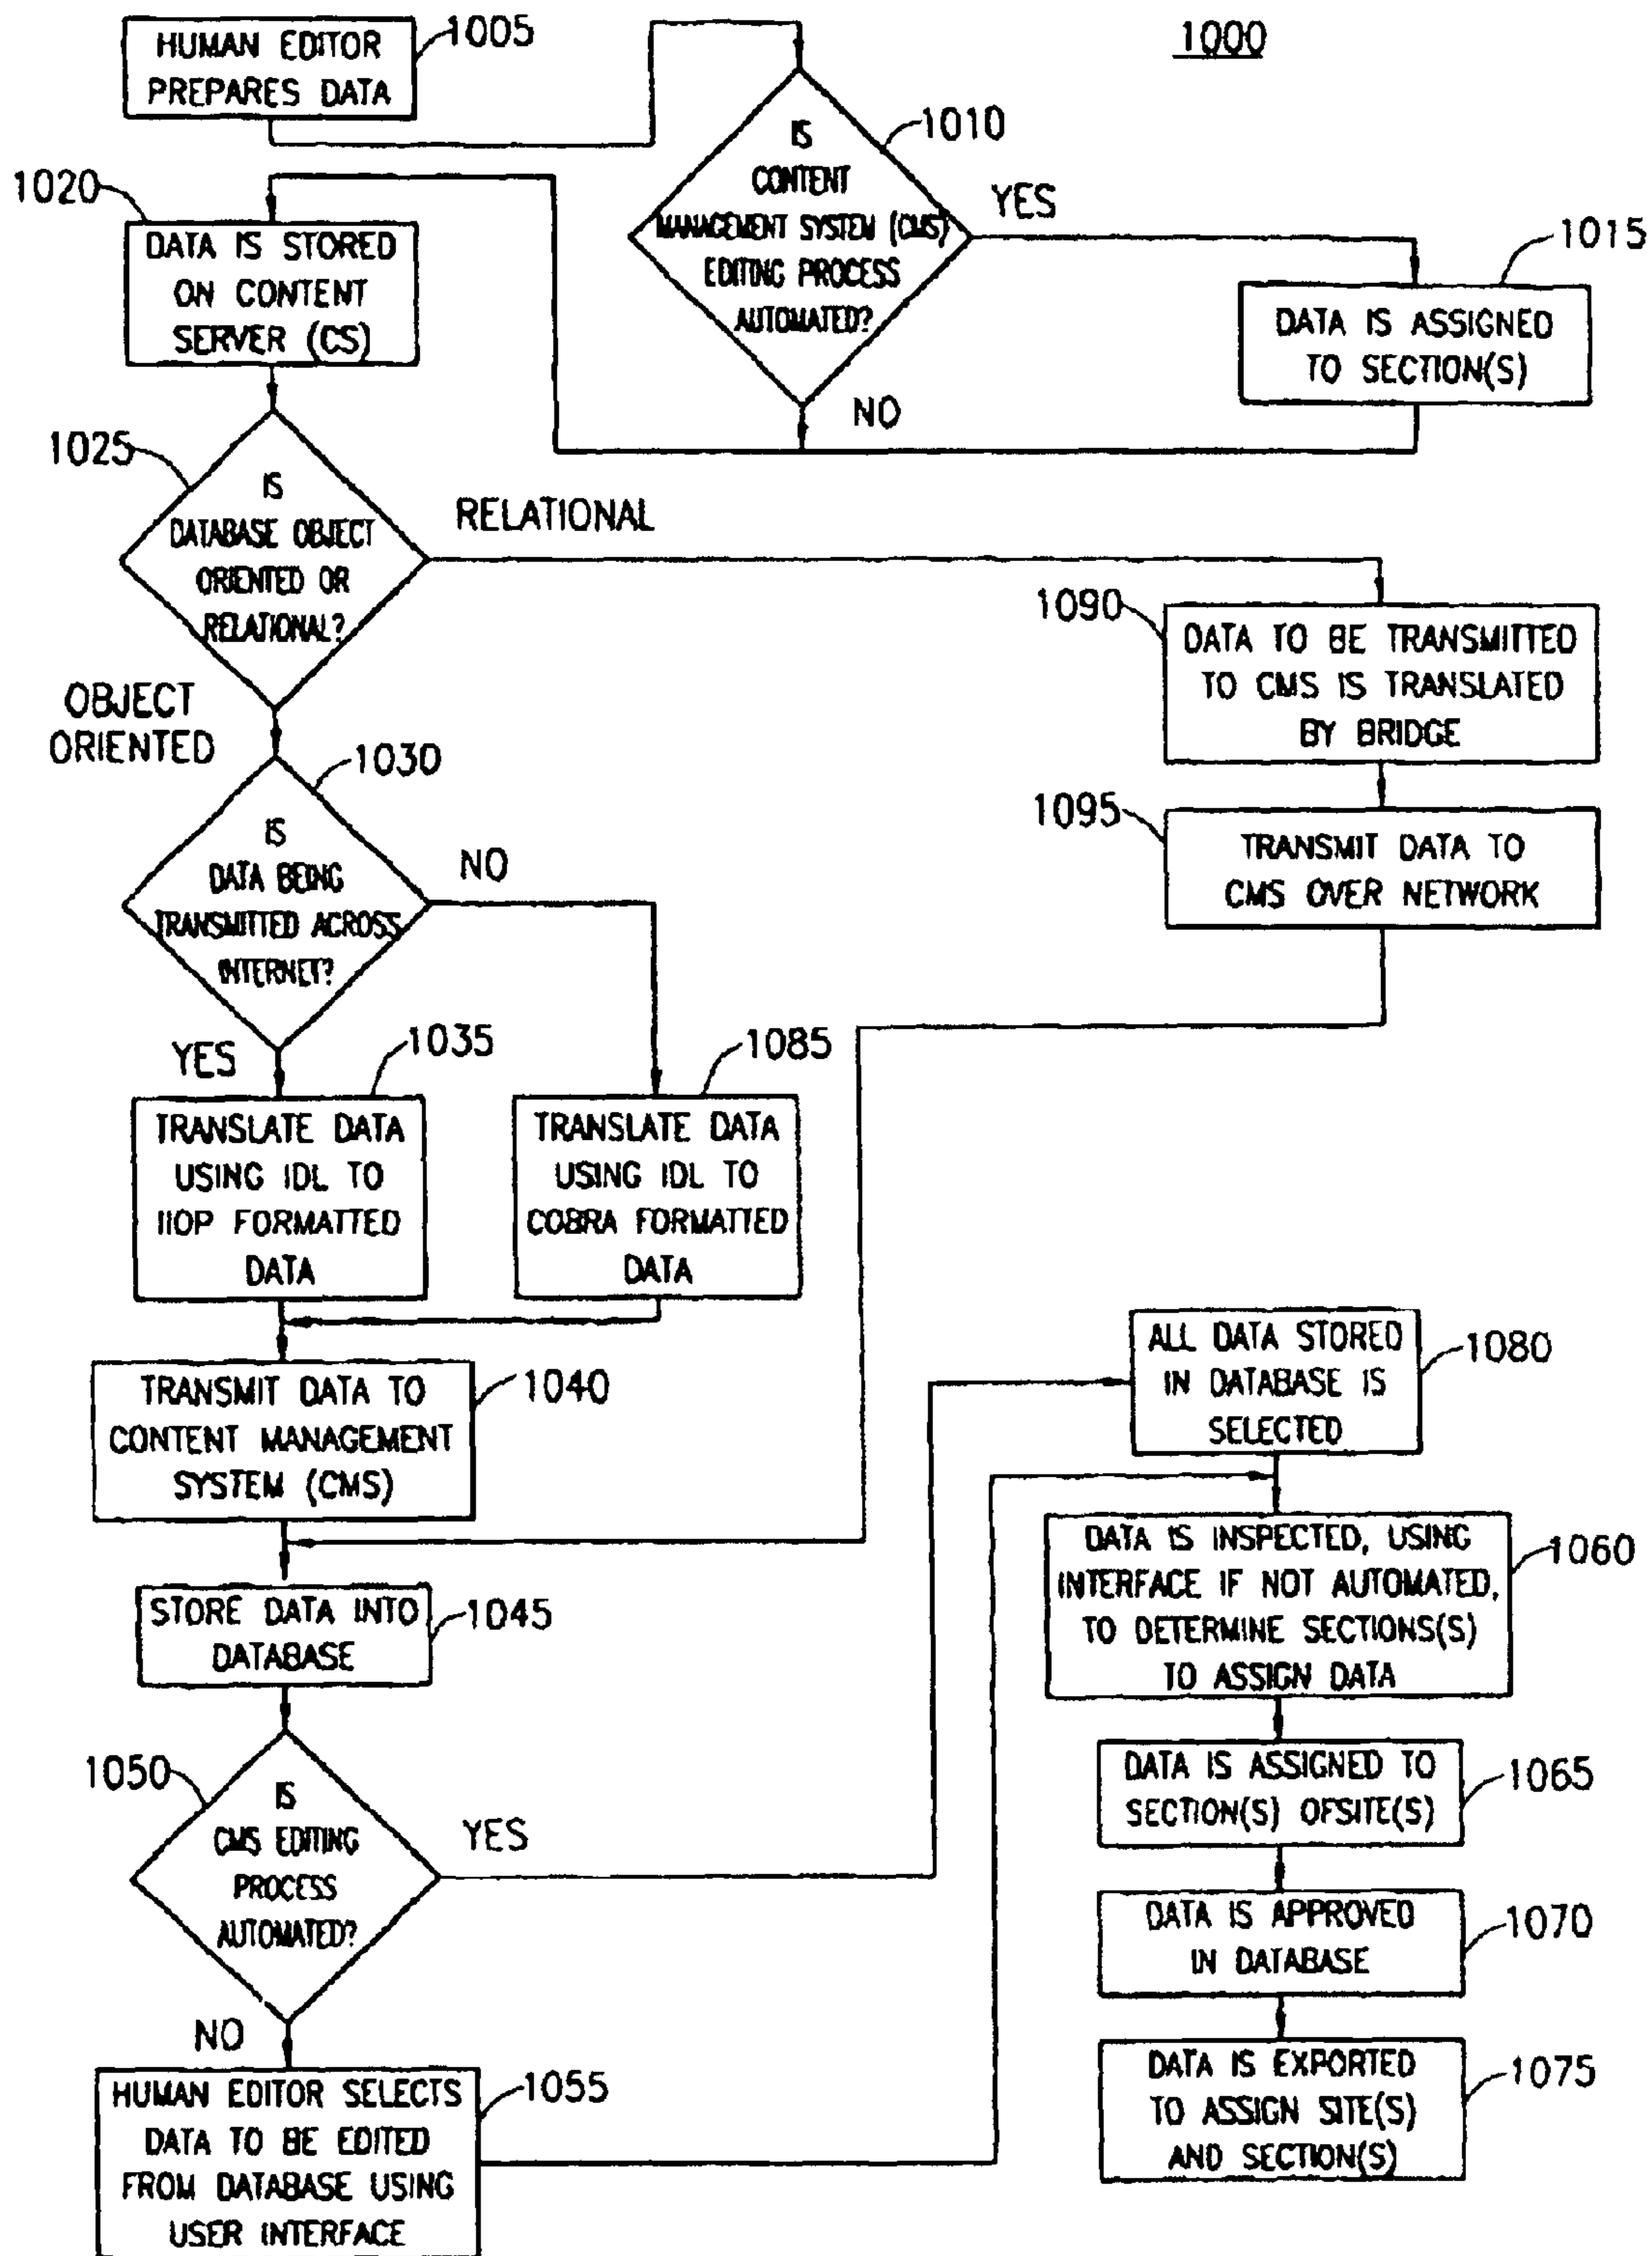 1000
HUMAN EDITOR
PREPARES DATA
1005
IS
CONTENT
MANAGEMENT SYSTEM (CMS)
EDITING PROCESS
AUTOMATED?
1010
YES
NO
1015
DATA IS ASSIGNED
TO SECTION(S)
1020
DATA IS STORED
ON CONTENT
SERVER (CS)
1025
IS
DATABASE OBJECT
ORIENTED OR
RELATIONAL?
RELATIONAL
OBJECT
ORIENTED
1090
DATA TO BE TRANSMITTED
TO CMS IS TRANSLATED
BY BRIDGE
1095
TRANSMIT DATA TO
CMS OVER NETWORK
1030
IS
DATA BEING
TRANSMITTED ACROSS
INTERNET?
NO
YES
1035
TRANSLATE DATA
USING IDL TO
IIOP FORMATTED
DATA
1085
TRANSLATE DATA
USING IDL TO
COBRA FORMATTED
DATA
TRANSMIT DATA TO
CONTENT MANAGEMENT
SYSTEM (CMS)
1040
STORE DATA INTO
DATABASE
1045
1050
IS
CMS EDITING
PROCESS
AUTOMATED?
YES
NO
HUMAN EDITOR SELECTS
DATA TO BE EDITED
FROM DATABASE USING
USER INTERFACE
1055
ALL DATA STORED
IN DATABASE IS
SELECTED
1080
DATA IS INSPECTED, USING
INTERFACE IF NOT AUTOMATED,
TO DETERMINE SECTIONS(S)
TO ASSIGN DATA
1060
DATA IS ASSIGNED TO
SECTION(S) OFSITE(S)
1065
DATA IS APPROVED
IN DATABASE
1070
DATA IS EXPORTED
TO ASSIGN SITE(S)
AND SECTION(S)
1075